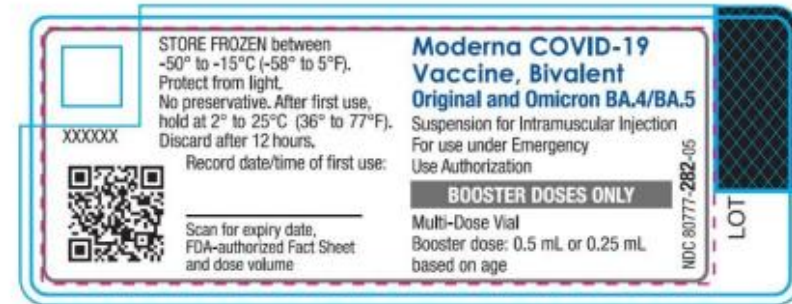 STORE FROZEN between
-50° to -15°C (-58° to 5°F).
Protect from light.
No preservative. After first use,
hold at 2° to 25°C (36° to 77°F).
Discard after 12 hours.
Record date/time of first use:
XXXXXX
Scan for expiry date,
FDA-authorized Fact Sheet
and dose volume
Moderna COVID-19
Vaccine, Bivalent
Original and Omicron BA.4/BA.5
Suspension for Intramuscular Injection
For use under Emergency
Use Authorization
BOOSTER DOSES ONLY
Multi-Dose Vial
Booster dose: 0.5 mL or 0.25 mL
based on age
NDC 80777-282-05
LOT